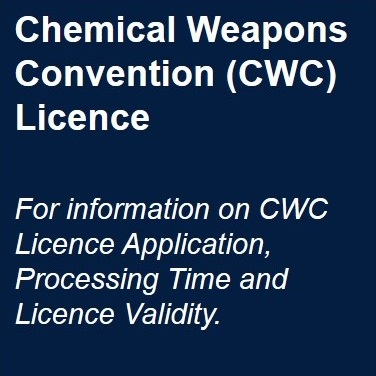 Chemical Weapons
Convention (CWC)
Licence
For information on CWC
Licence Application,
Processing Time and
Licence Validity.